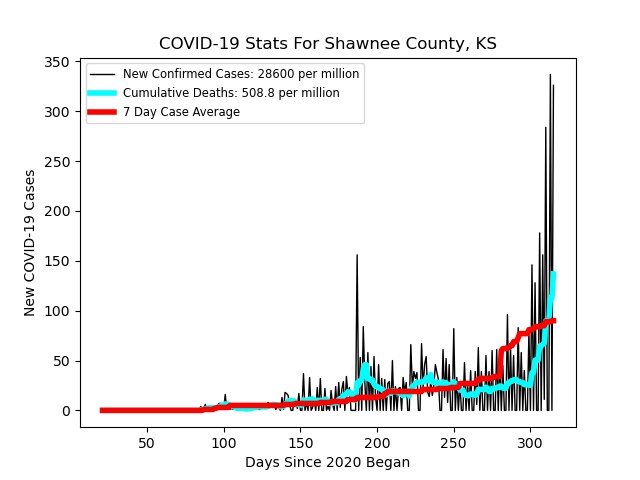 COVID-19 Stats For Shawnee County, KS
New Confirmed Cases: 28600 per million
Cumulative Deaths: 508.8 per million
7 Day Case Average
350
300
250
200
150
100
50
0
New COVID-19 Cases
50 100 150 200 250 300
Days Since 2020 Began